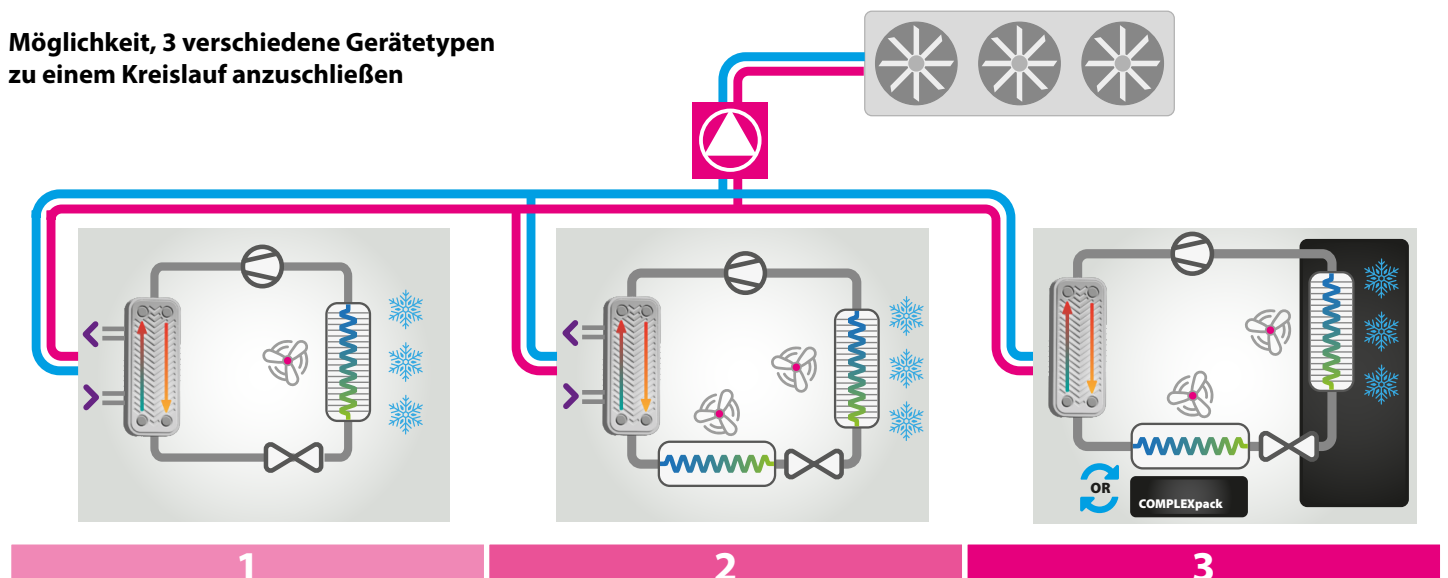 Möglichkeit, 3 verschiedene Gerätetypen
zu einem Kreislauf anzuschließen
OR
COMPLEXpack
1
2
3